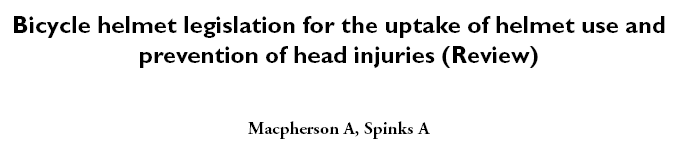 Bicycle helmet legislation for the uptake of helmet use and
prevention of head injuries (Review)
Macpherson A, Spinks A